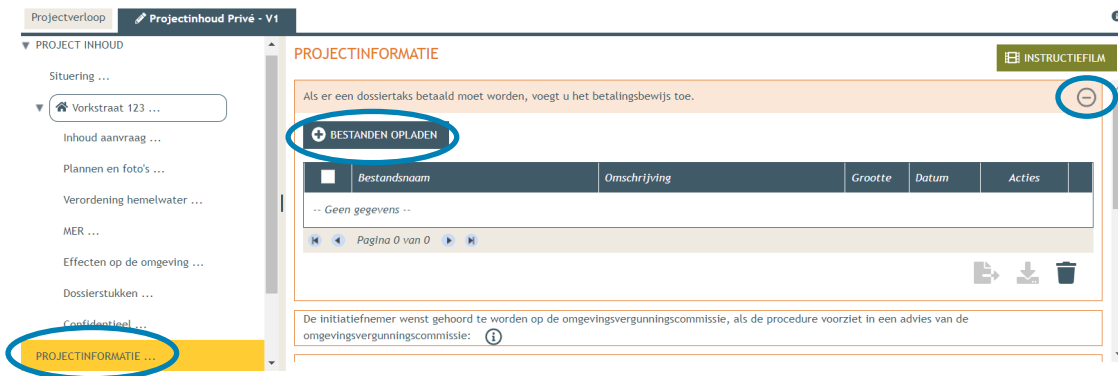 Projectverloop
Projectinhoud Privé - V1
PROJECT INHOUD
Situering ...
Vorkstraat 123 ...
Inhoud aanvraag ...
Plannen en foto's ...
Verordening hemelwater ...
MER ...
Effecten op de omgeving ...
Dossierstukken ...
Confidentieel ...
PROJECTINFORMATIE ...
PROJECTINFORMATIE
INSTRUCTIEFILM
Als er een dossiertaks betaald moet worden, voegt u het betalingsbewijs toe.
BESTANDEN OPLADEN
Bestandsnaam Omschrijving Grootte Datum Acties
-- Geen gegevens --
Pagina 0 van 0
De initiatiefnemer wenst gehoord te worden op de omgevingsvergunningscommissie, als de procedure voorziet in een advies van de
omgevingsvergunningscommissie: